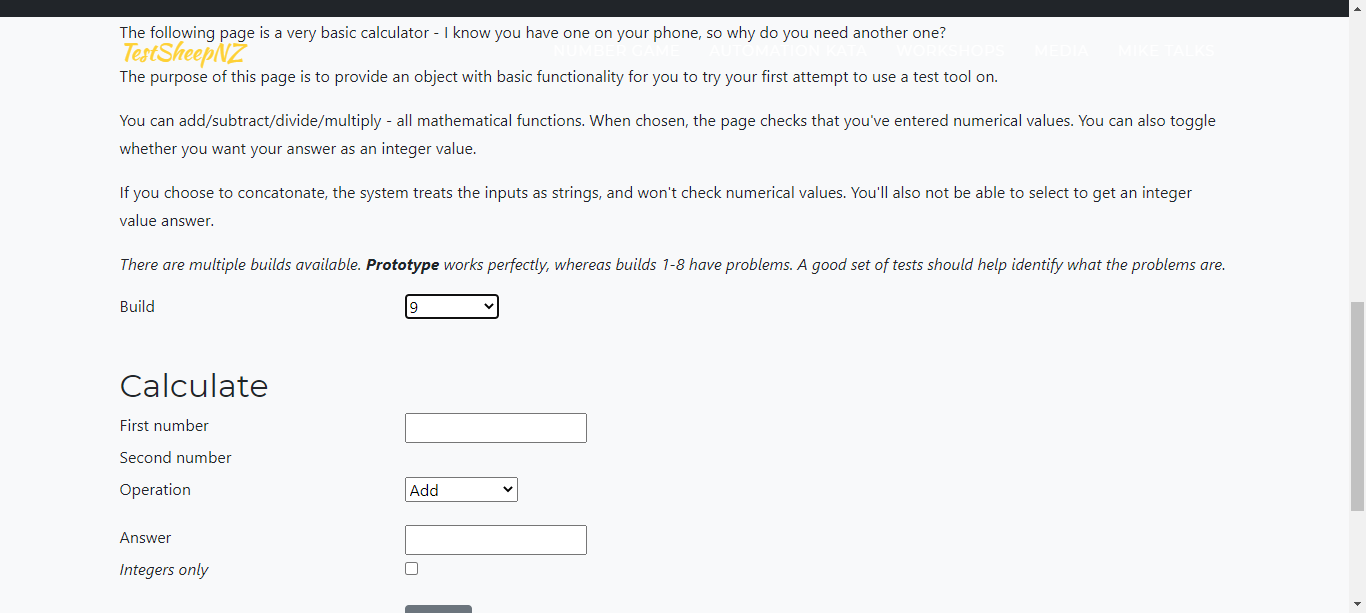 The following page is a very basic calculator - I know you have one on your phone, so why do you need another one?
TestSheepNZ
NUMBER GAME AUTOMATION KATA WORKSHOPS MEDIA MIKE TALKS
The purpose of this page is to provide an object with basic functionality for you to try your first attempt to use a test tool on.
You can add/subtract/divide/multiply - all mathematical functions. When chosen, the page checks that you've entered numerical values. You can also toggle
whether you want your answer as an integer value.
If you choose to concatonate, the system treats the inputs as strings, and won't check numerical values. You'll also not be able to select to get an integer
value answer.
There are multiple builds available. Prototype works perfectly, whereas builds 1-8 have problems. A good set of tests should help identify what the problems are.
Build 9
Calculate
First number
Second number
Operation Add
Answer
Integers only